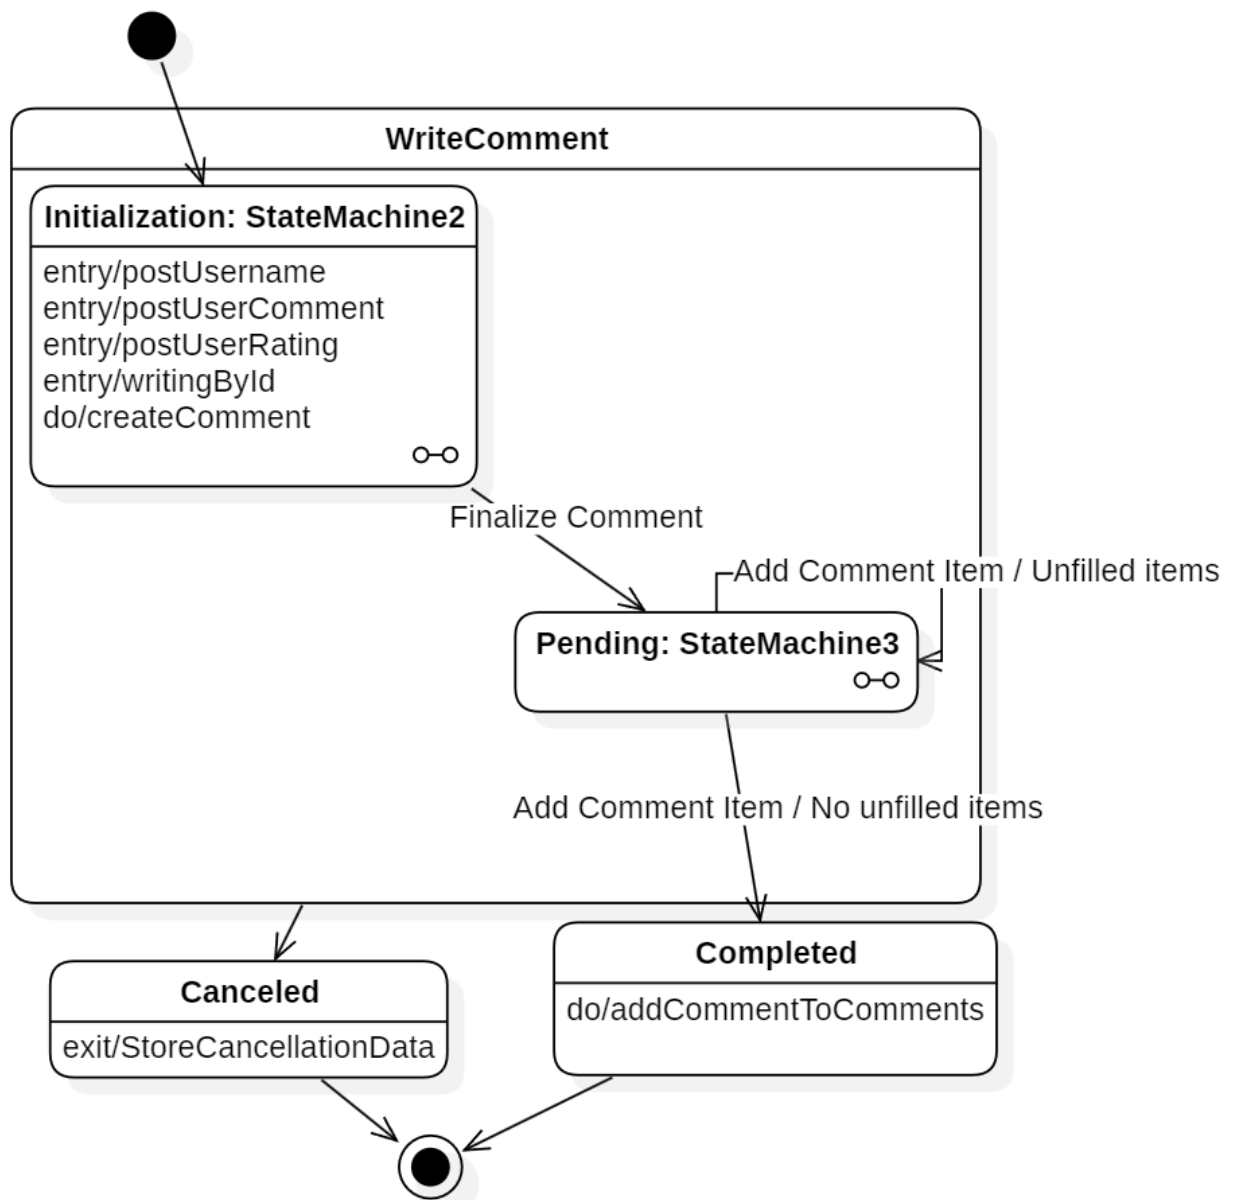 WriteComment
Initialization: StateMachine2
entry/postUsername
entry/postUserComment
entry/postUserRating
entry/writingById
do/createComment
Finalize Comment
Add Comment Item / Unfilled items
Pending: StateMachine3
Add Comment Item / No unfilled items
Completed
do/addCommentToComments
Canceled
exit/StoreCancellationData